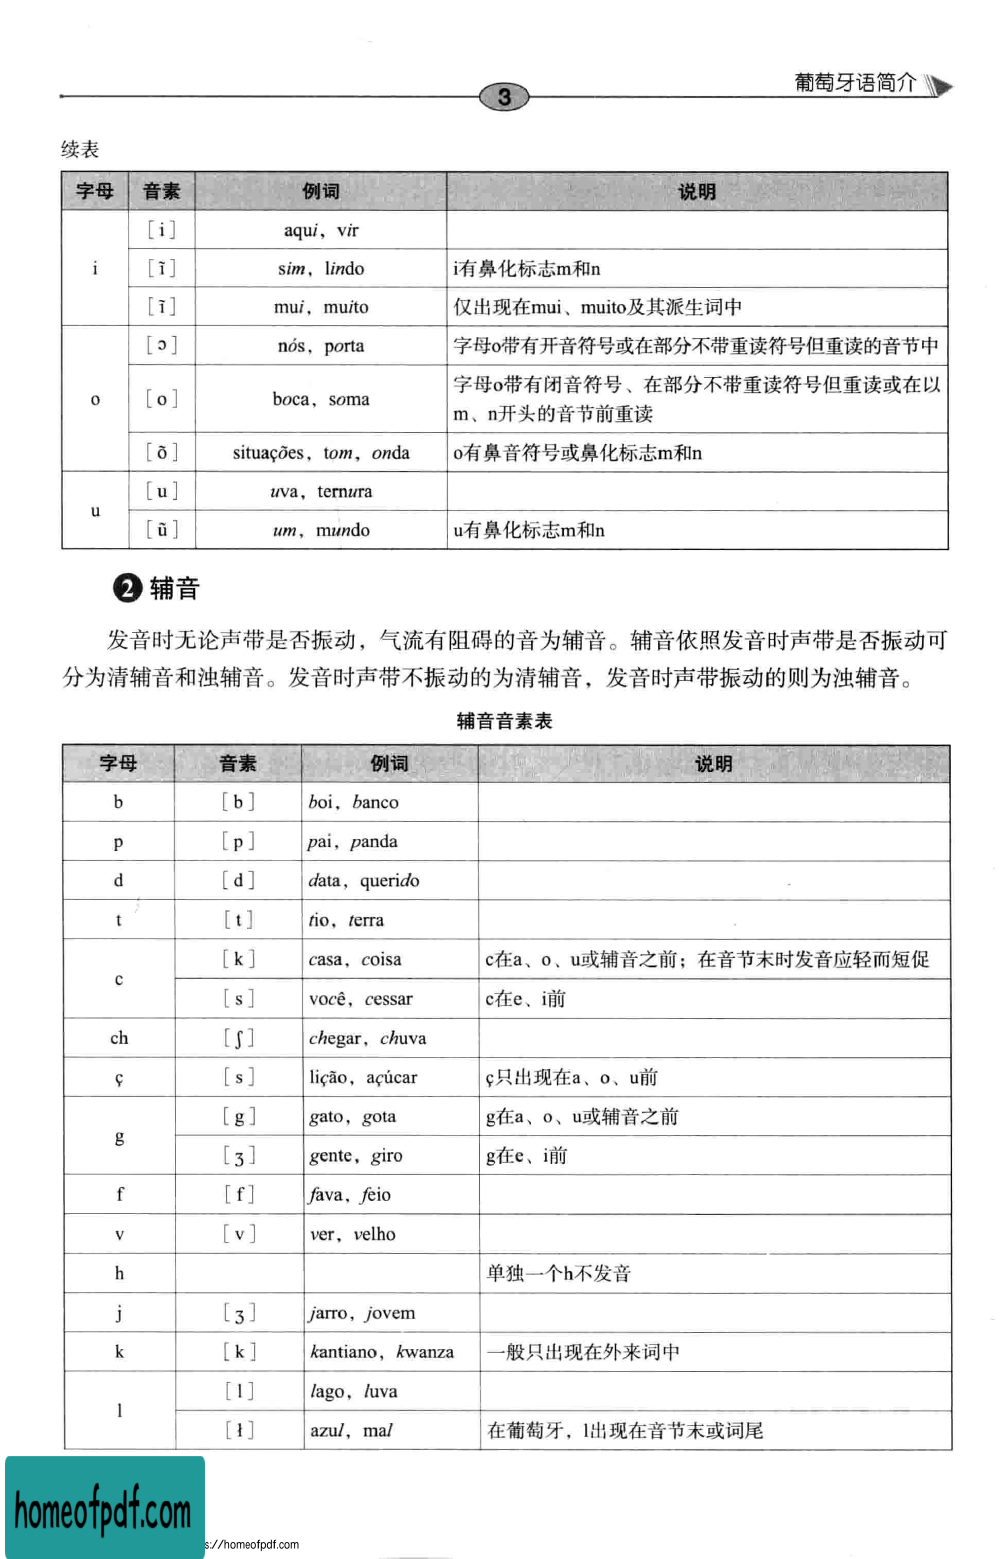 葡萄牙语简介
3
续表
字母 音素 例词 说明
i [i] aqui, vir
[ĩ] sim, lindo i有鼻化标志m和n
[ĩ] mui, muito 仅出现在mui、muito及其派生词中
o [ɔ] nós, porta 字母o带有开音符号或在部分不带重读符号但重读的音节中
[o] boca, soma 字母o带有闭音符号、在部分不带重读符号但重读或在以
m、n开头的音节前重读
[õ] situações, tom, onda o有鼻音符号或鼻化标志m和n
u [u] uva, ternura
[ũ] um, mundo u有鼻化标志m和n
2 辅音
发音时无论声带是否振动，气流有阻碍的音为辅音。辅音依照发音时声带是否振动可
分为清辅音和浊辅音。发音时声带不振动的为清辅音，发音时声带振动的则为浊辅音。
辅音音素表
字母 音素 例词 说明
b [b] boi, banco
p [p] pai, panda
d [d] data, querido
t [t] tio, terra
c [k] casa, coisa c在a、o、u或辅音之前；在音节末时发音应轻而短促
[s] você, cessar c在e、i前
ch [ʃ] chegar, chuva
ç [s] lição, açúcar ç只出现在a、o、u前
g [g] gato, gota g在a、o、u或辅音之前
[ʒ] gente, giro g在e、i前
f [f] fava, feio
v [v] ver, velho
h 单独一个h不发音
j [ʒ] jarro, jovem
k [k] kantiano, kwanza 一般只出现在外来词中
l [l] lago, luva
[ɫ] azul, mal 在葡萄牙，l出现在音节末或词尾
homeofpdf.com
s://homeofpdf.com